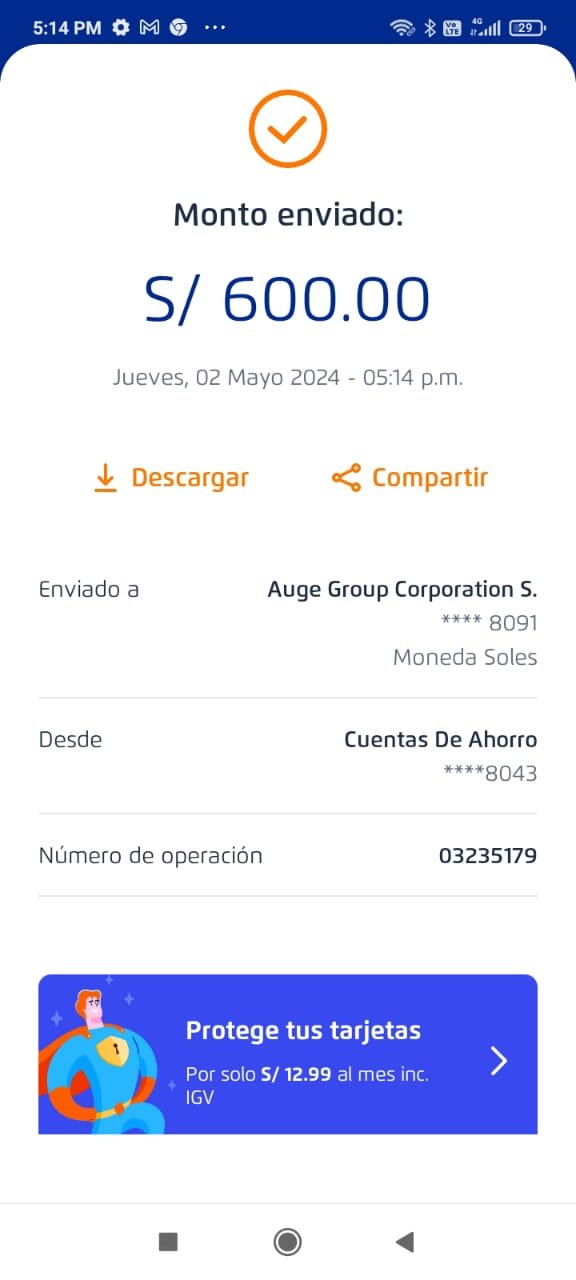 5:14 PM ...
Vo LTE 4G 29
Monto enviado:
S/ 600.00
Jueves, 02 Mayo 2024 - 05:14 p.m.
Descargar Compartir
Enviado a Auge Group Corporation S.
**** 8091
Moneda Soles
Desde Cuentas De Ahorro
****8043
Número de operación 03235179
Protege tus tarjetas
Por solo S/ 12.99 al mes inc.
IGV